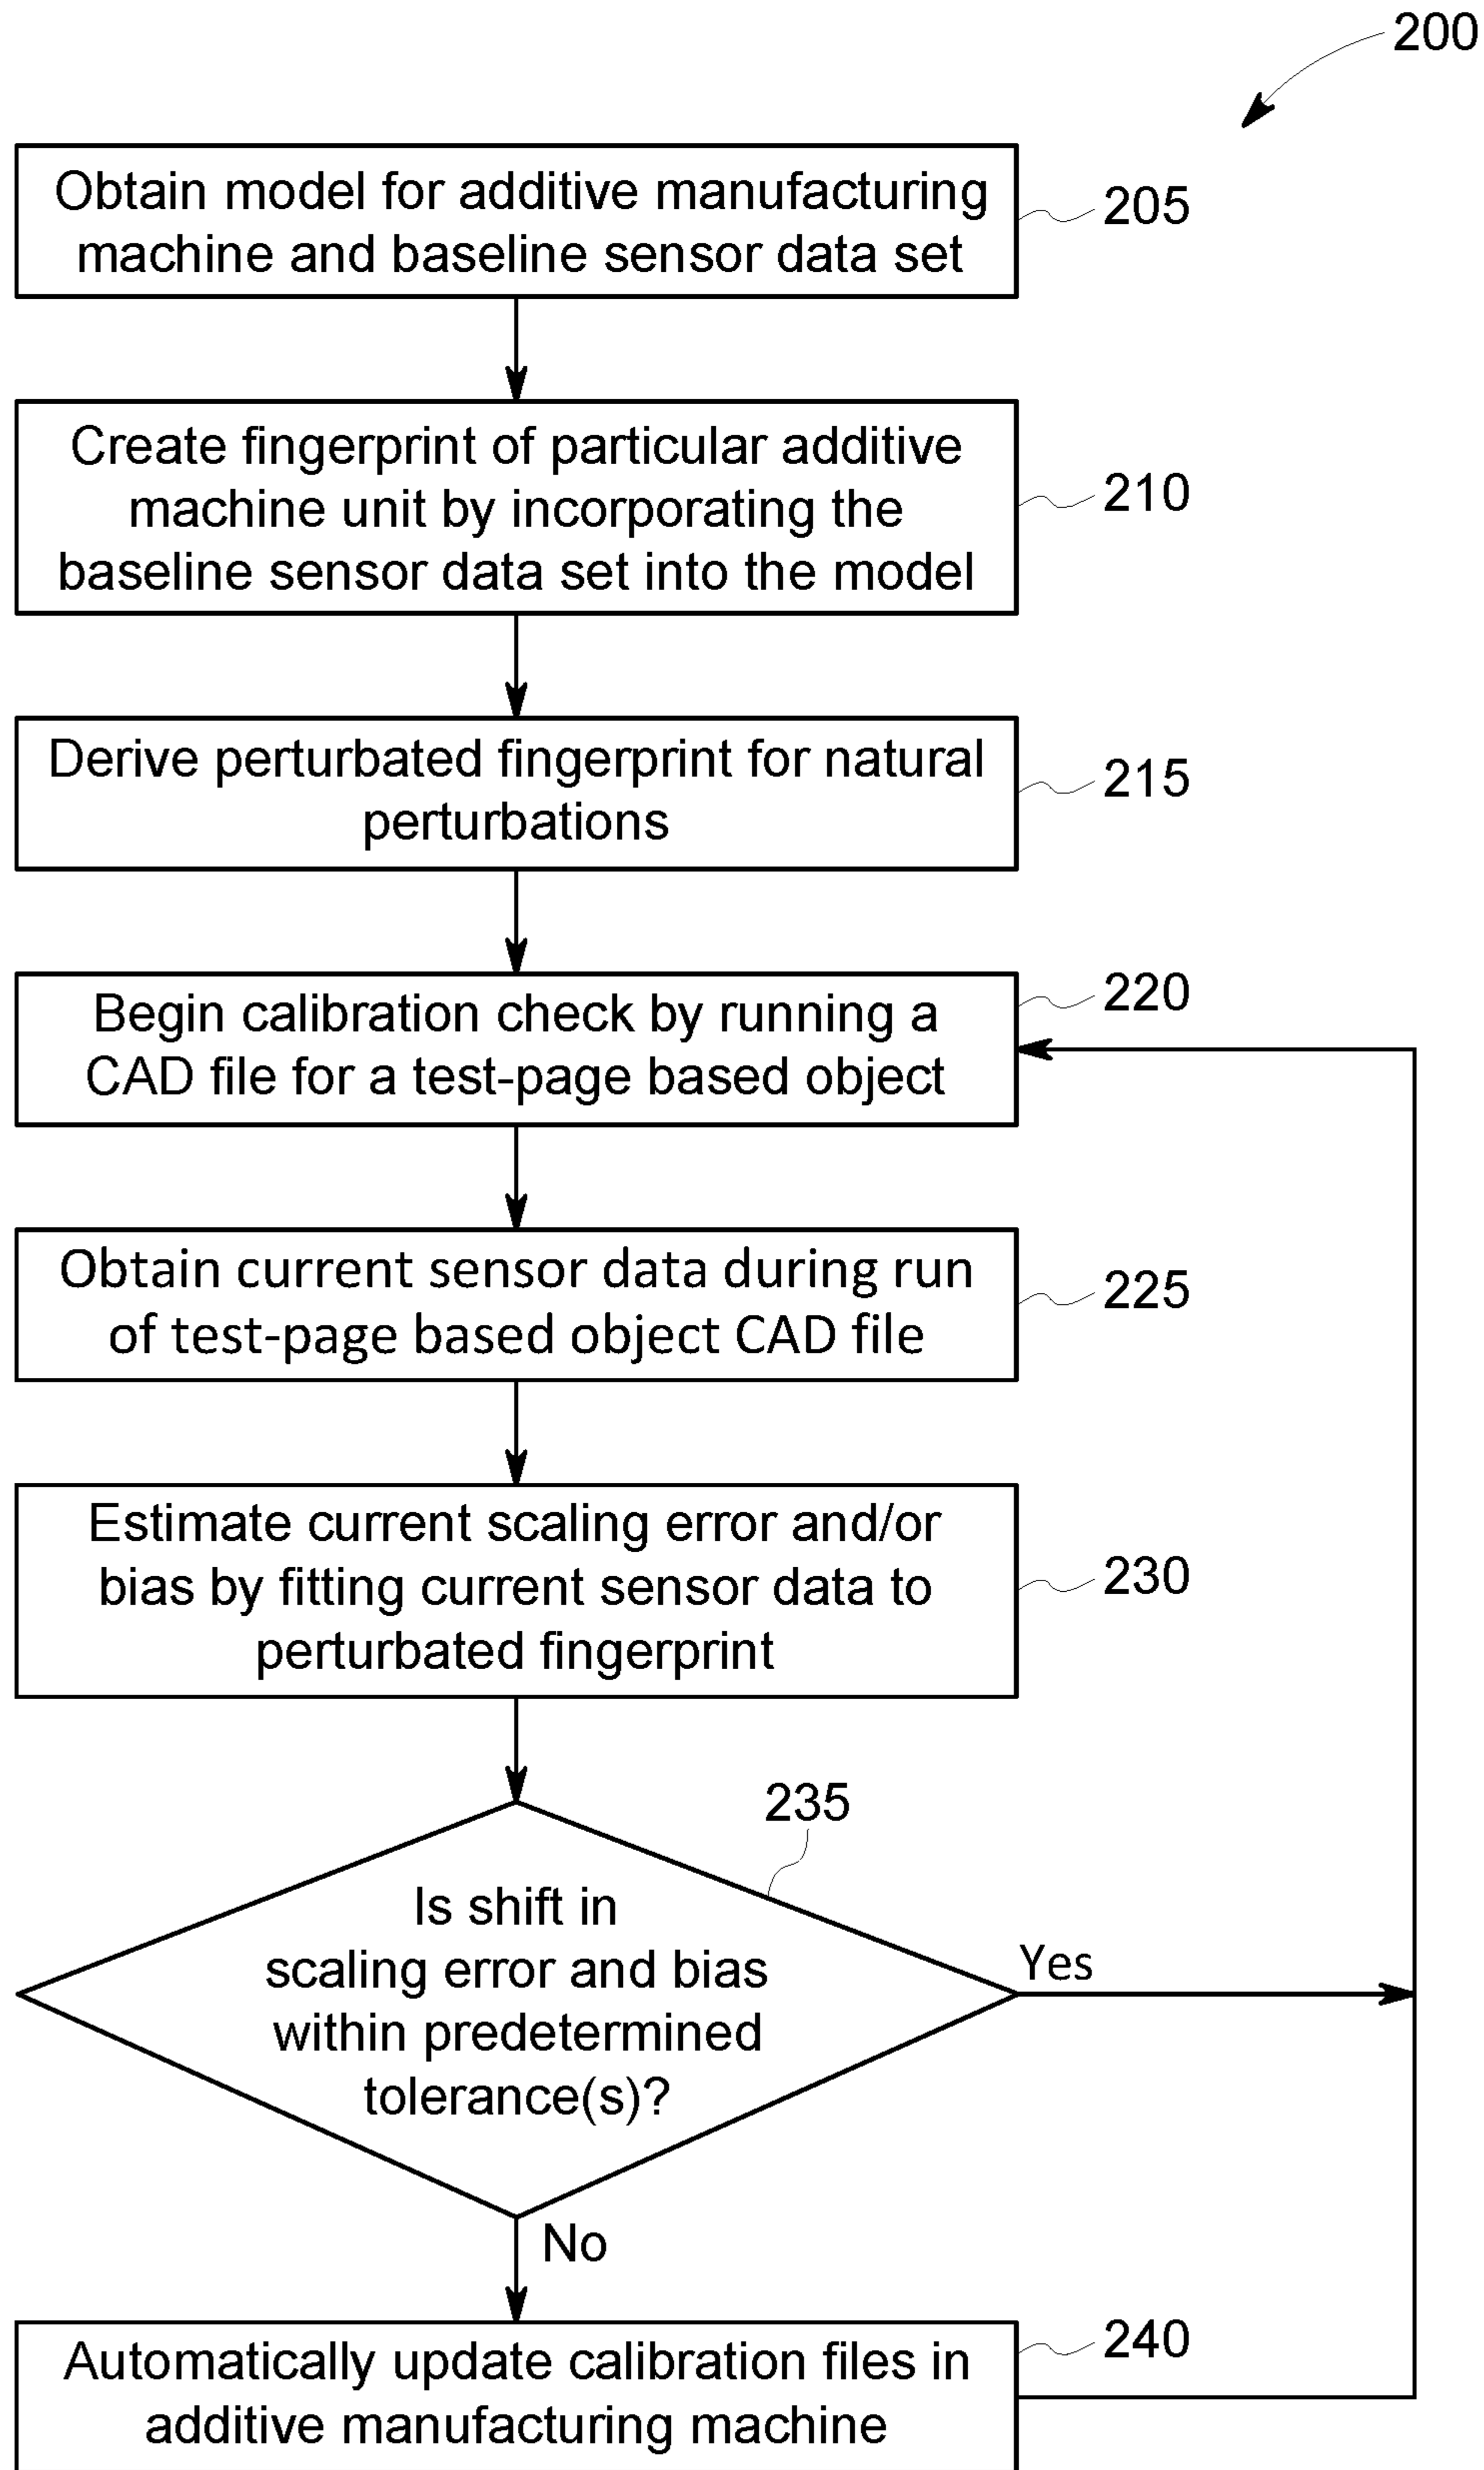 200
Obtain model for additive manufacturing
machine and baseline sensor data set
205
Create fingerprint of particular additive
machine unit by incorporating the
baseline sensor data set into the model
210
Derive perturbated fingerprint for natural
perturbations
215
Begin calibration check by running a
CAD file for a test-page based object
220
Obtain current sensor data during run
of test-page based object CAD file
225
Estimate current scaling error and/or
bias by fitting current sensor data to
perturbated fingerprint
230
235
Is shift in
scaling error and bias
within predetermined
tolerance(s)?
Yes
No
Automatically update calibration files in
additive manufacturing machine
240